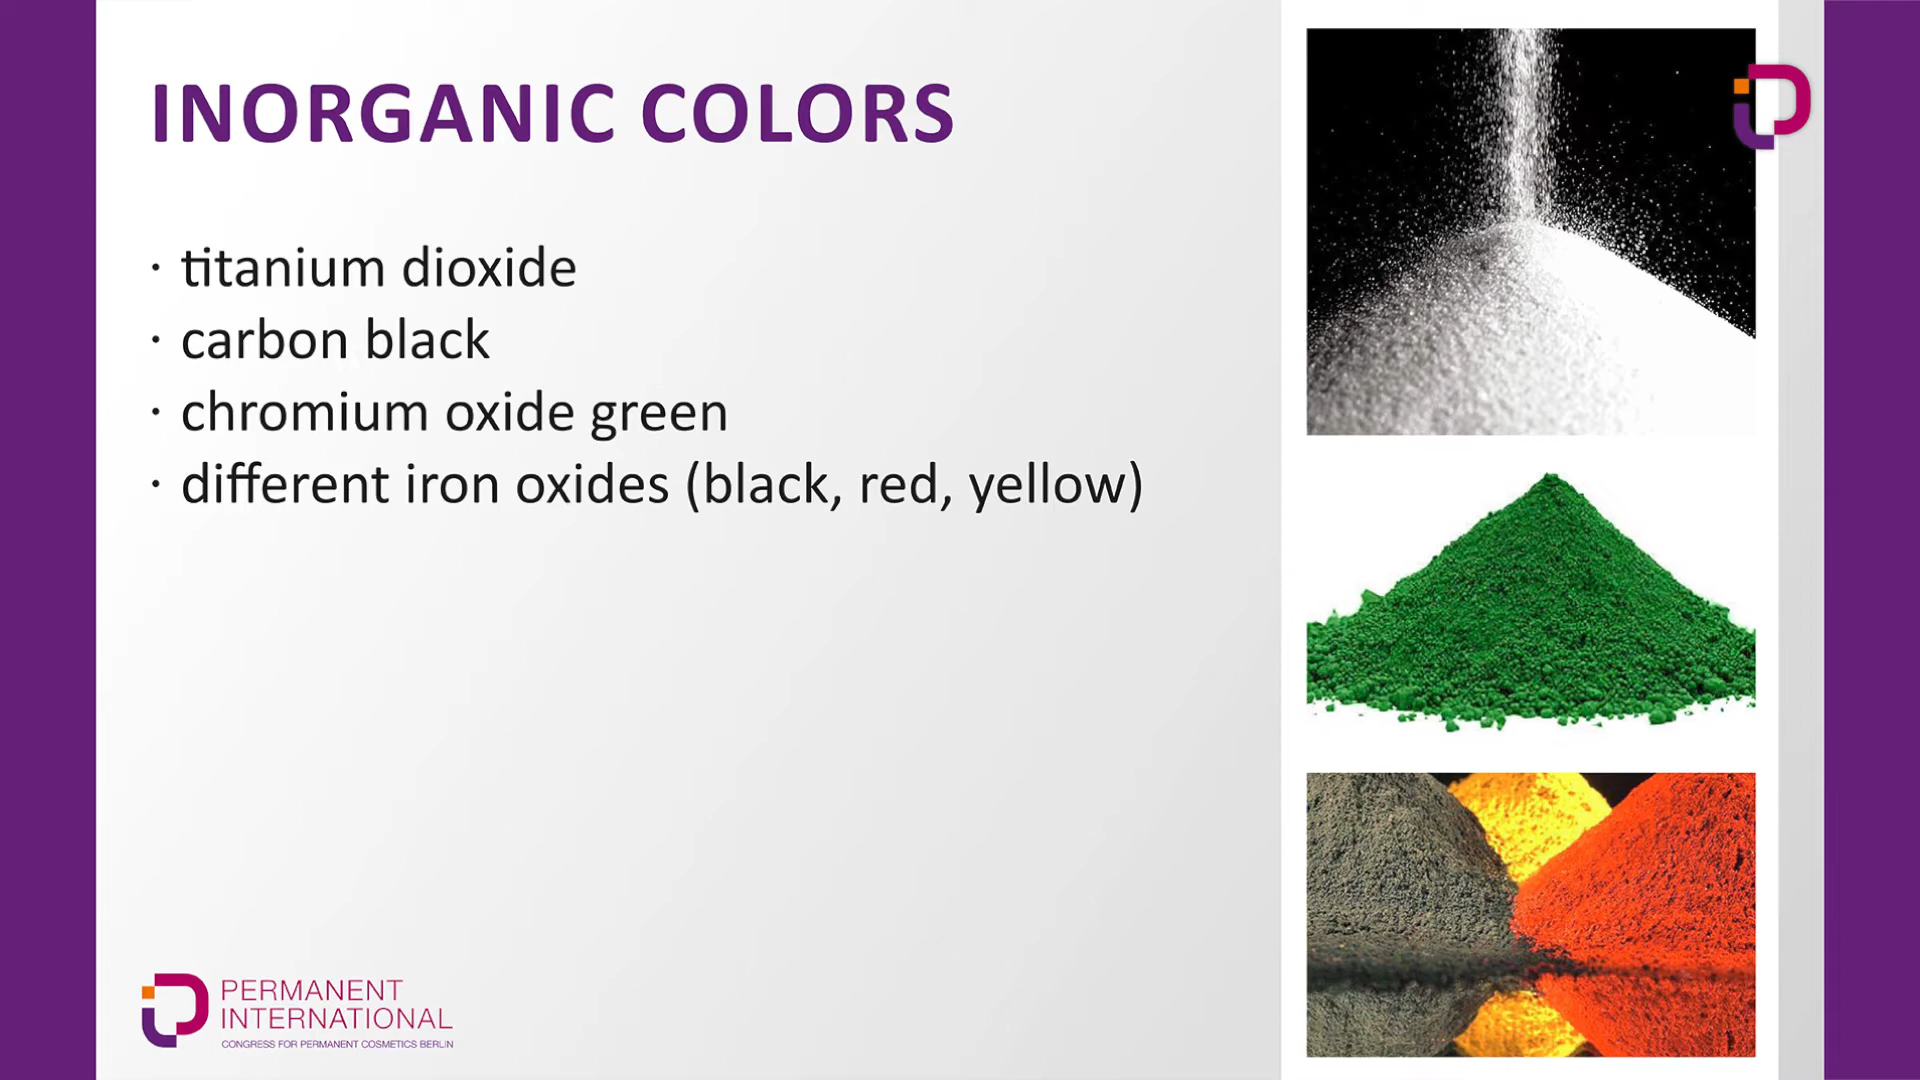 INORGANIC COLORS
· titanium dioxide
· carbon black
· chromium oxide green
· different iron oxides (black, red, yellow)
PERMANENT
INTERNATIONAL
CONGRESS FOR PERMANENT COSMETICS BERLIN